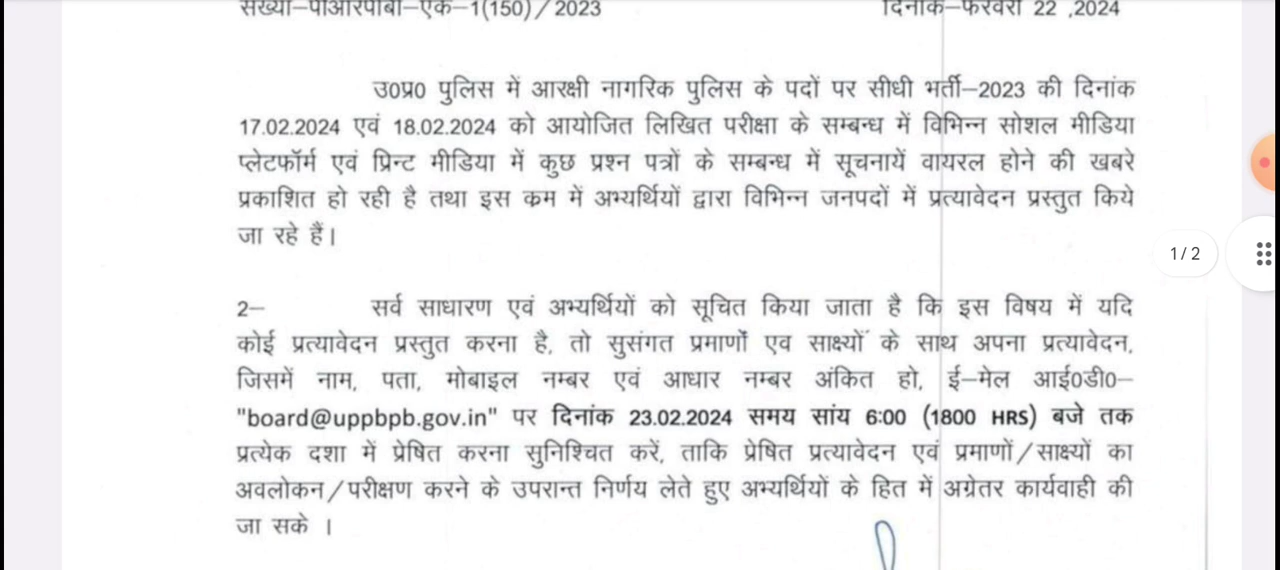 संख्या–पीआरपीबी–एक–1(150)/2023 दिनांक–फरवरी 22 ,2024
उ0प्र0 पुलिस में आरक्षी नागरिक पुलिस के पदों पर सीधी भर्ती–2023 की दिनांक
17.02.2024 एवं 18.02.2024 को आयोजित लिखित परीक्षा के सम्बन्ध में विभिन्न सोशल मीडिया
प्लेटफॉर्म एवं प्रिन्ट मीडिया में कुछ प्रश्न पत्रों के सम्बन्ध में सूचनायें वायरल होने की खबरे
प्रकाशित हो रही है तथा इस कम में अभ्यर्थियों द्वारा विभिन्न जनपदों में प्रत्यावेदन प्रस्तुत किये
जा रहे हैं।
1/2
2– सर्व साधारण एवं अभ्यर्थियों को सूचित किया जाता है कि इस विषय में यदि
कोई प्रत्यावेदन प्रस्तुत करना है, तो सुसंगत प्रमाणों एव साक्ष्यों के साथ अपना प्रत्यावेदन,
जिसमें नाम, पता, मोबाइल नम्बर एवं आधार नम्बर अंकित हो, ई–मेल आई0डी0–
"board@uppbpb.gov.in" पर दिनांक 23.02.2024 समय सांय 6:00 (1800 HRS) बजे तक
प्रत्येक दशा में प्रेषित करना सुनिश्चित करें, ताकि प्रेषित प्रत्यावेदन एवं प्रमाणों/साक्ष्यों का
अवलोकन/परीक्षण करने के उपरान्त निर्णय लेते हुए अभ्यर्थियों के हित में अग्रेतर कार्यवाही की
जा सके ।